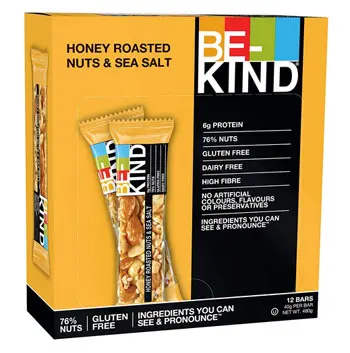 HONEY ROASTED
NUTS & SEA SALT
BE-
KIND™
6g PROTEIN
76% NUTS
GLUTEN FREE
DAIRY FREE
HIGH FIBRE
NO ARTIFICIAL
COLOURS, FLAVOURS
OR PRESERVATIVES
INGREDIENTS YOU CAN
SEE & PRONOUNCE™
BE-
KIND
HONEY ROASTED NUTS & SEA SALT
BE-
KIND
76%
NUTS
GLUTEN
FREE
INGREDIENTS YOU CAN
SEE & PRONOUNCE™
12 BARS
40g PER BAR
NET WT. 480g
U